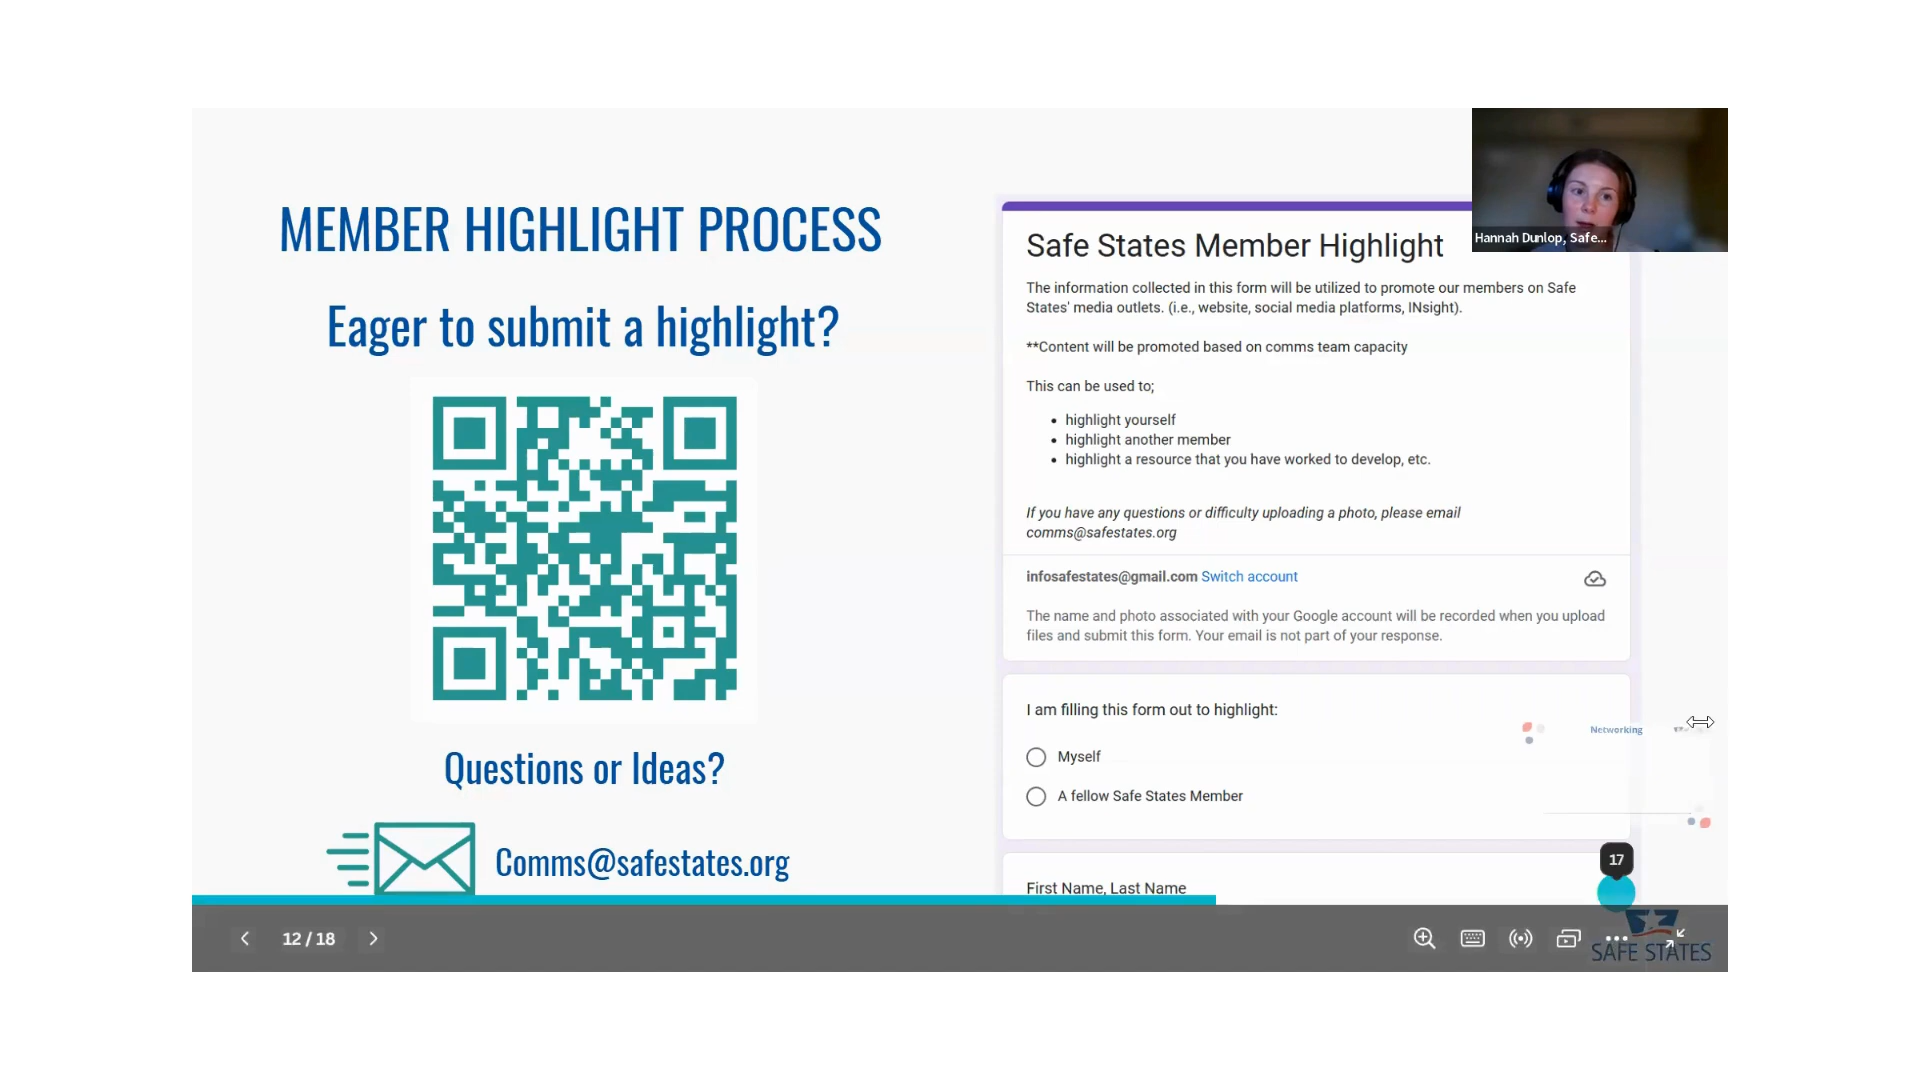 MEMBER HIGHLIGHT PROCESS
Eager to submit a highlight?
Questions or Ideas?
Comms@safestates.org
Hannah Dunlop, Safe...
Safe States Member Highlight
The information collected in this form will be utilized to promote our members on Safe
States' media outlets. (i.e., website, social media platforms, INsight).
**Content will be promoted based on comms team capacity
This can be used to;
• highlight yourself
• highlight another member
• highlight a resource that you have worked to develop, etc.
If you have any questions or difficulty uploading a photo, please email
comms@safestates.org
infosafestates@gmail.com Switch account
The name and photo associated with your Google account will be recorded when you upload
files and submit this form. Your email is not part of your response.
I am filling this form out to highlight:
Networking
Myself
A fellow Safe States Member
17
First Name, Last Name
12 / 18
SAFE STATES